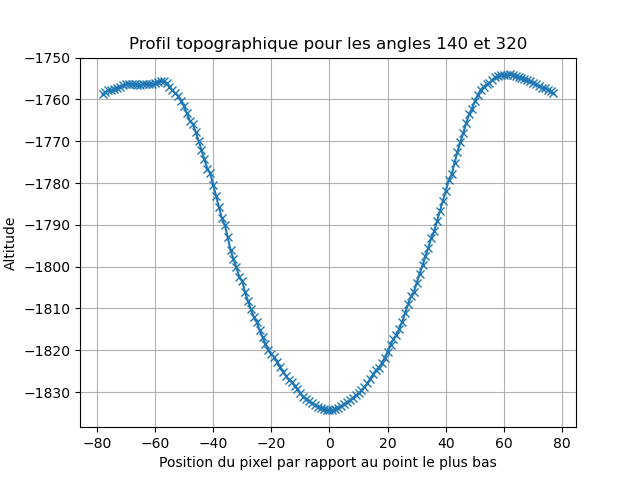 Profil topographique pour les angles 140 et 320
Altitude
−1750
−1760
−1770
−1780
−1790
−1800
−1810
−1820
−1830
−80 −60 −40 −20 0 20 40 60 80
Position du pixel par rapport au point le plus bas